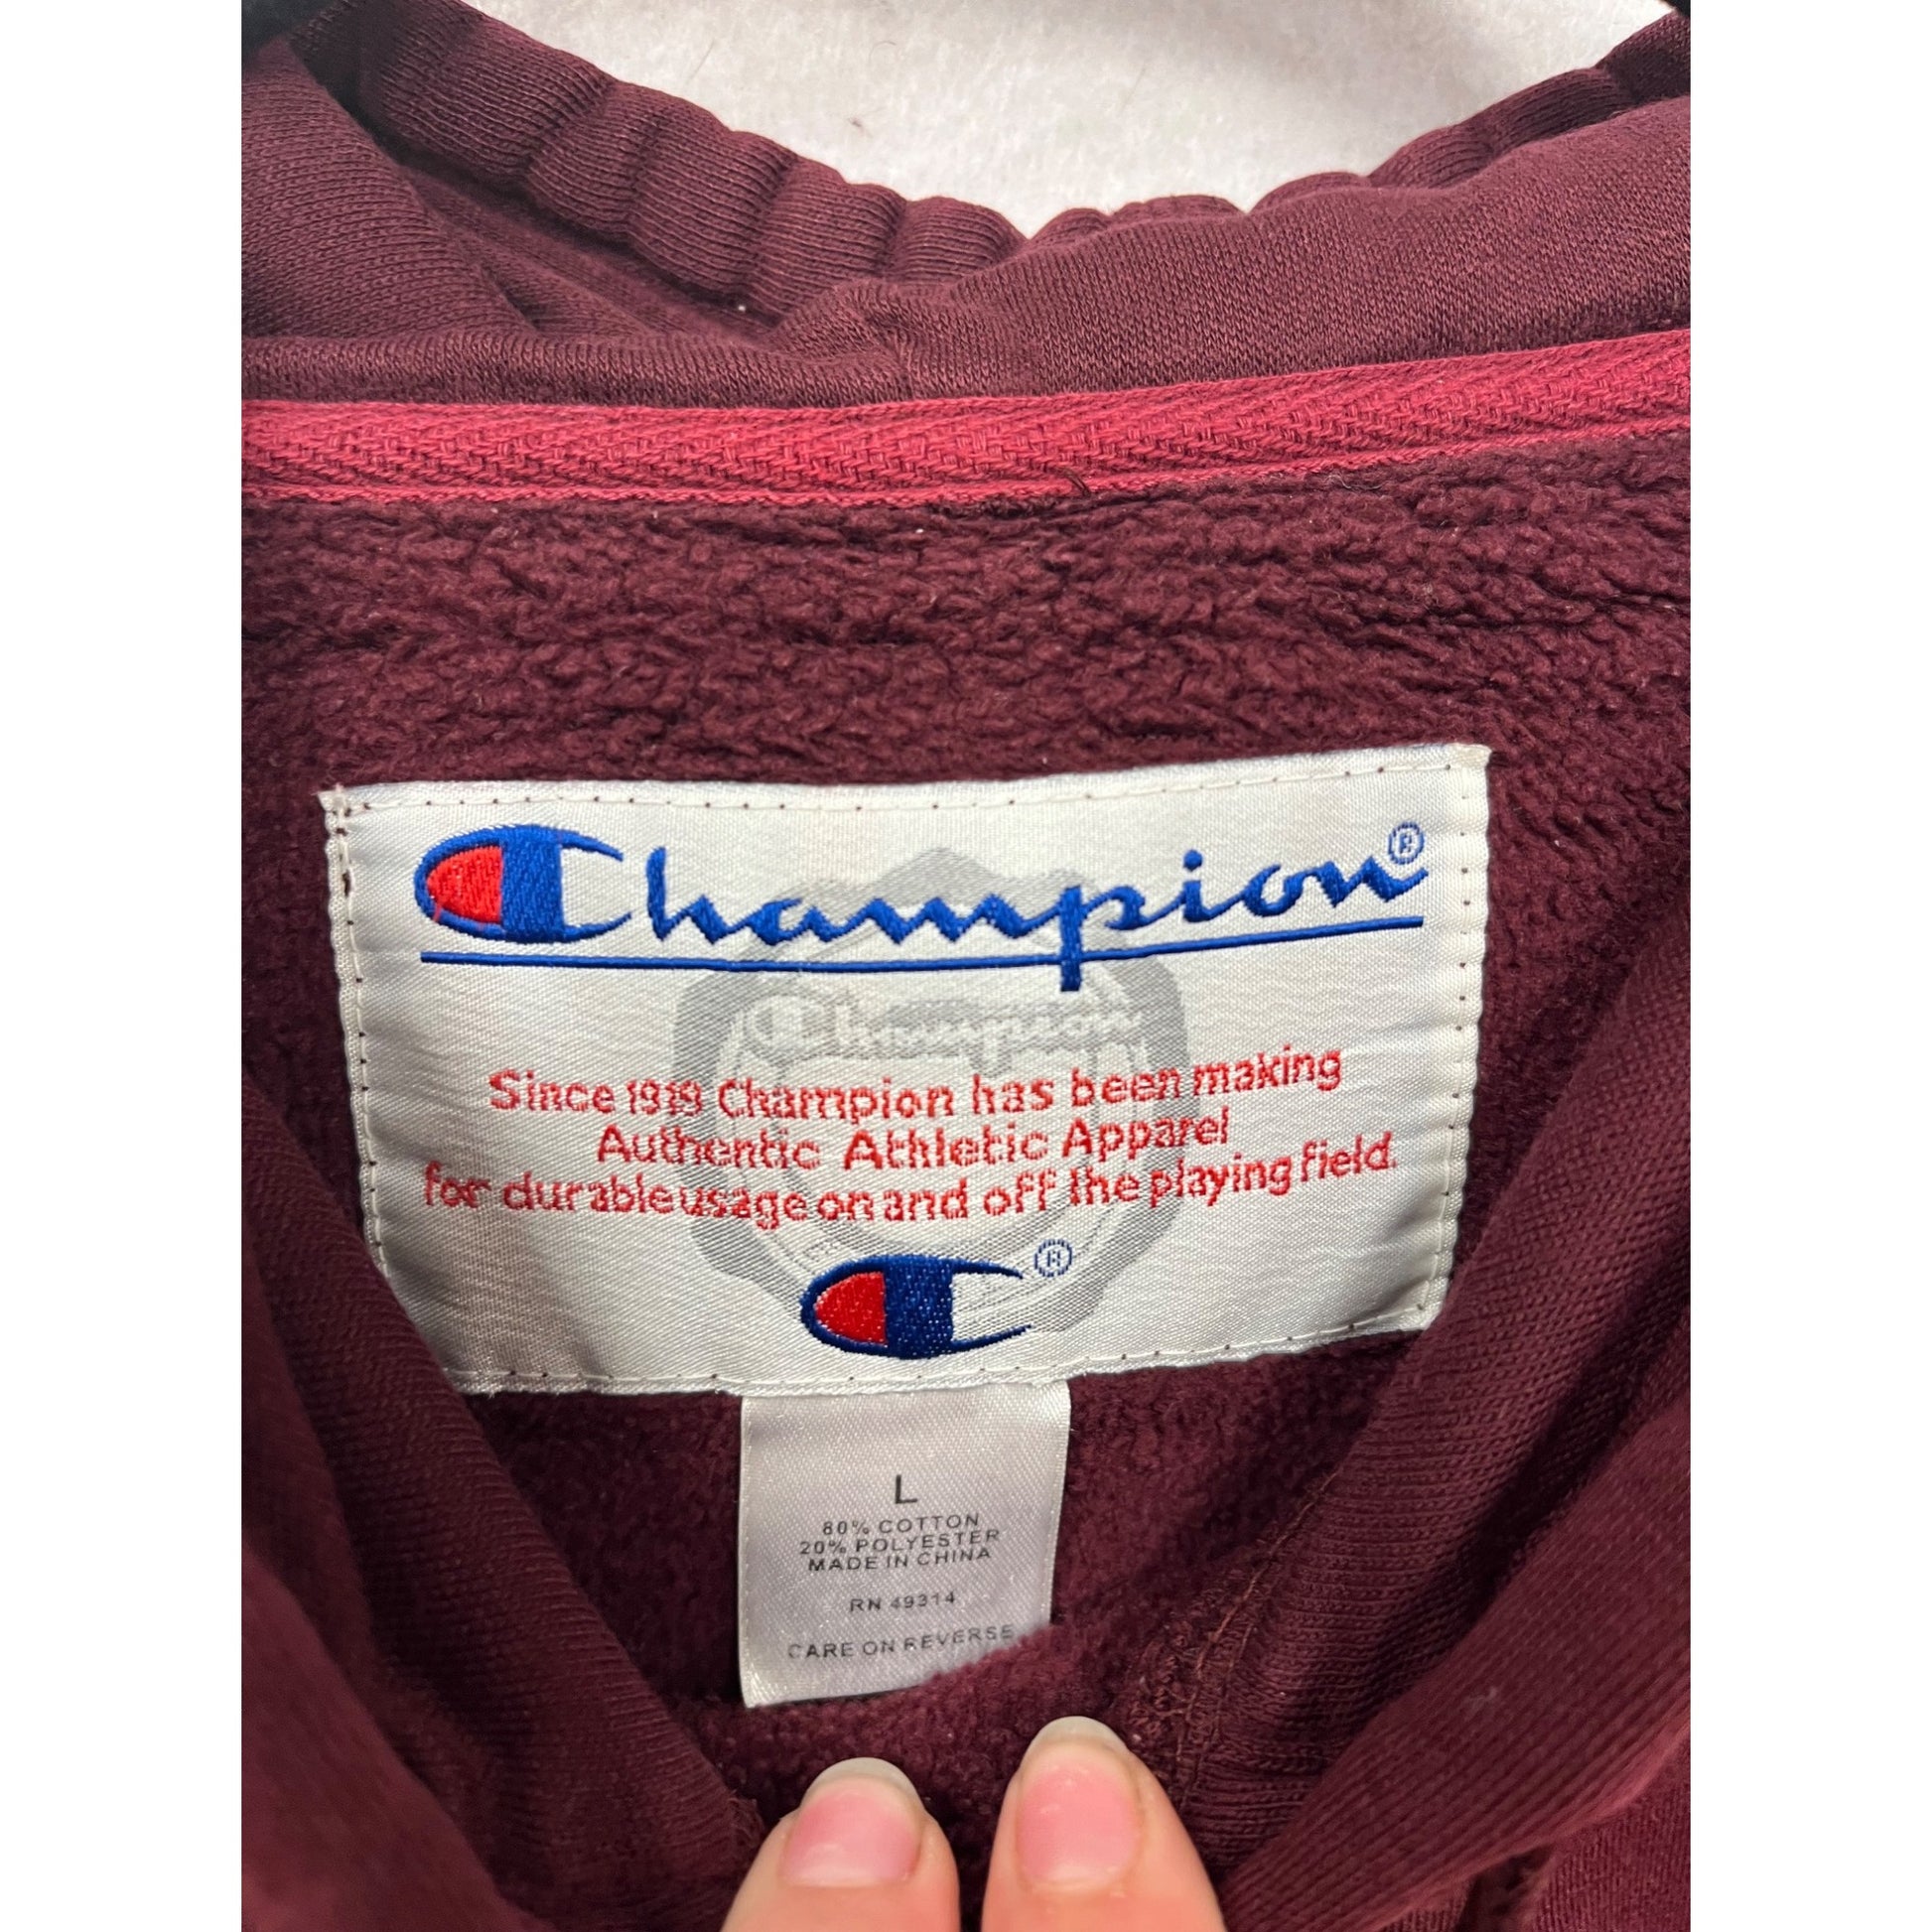 Champion®
Champion
Since 1919 Champion has been making
Authentic Athletic Apparel
for durable usage on and off the playing field.
®
L
80% COTTON
20% POLYESTER
MADE IN CHINA
RN 49314
CARE ON REVERSE